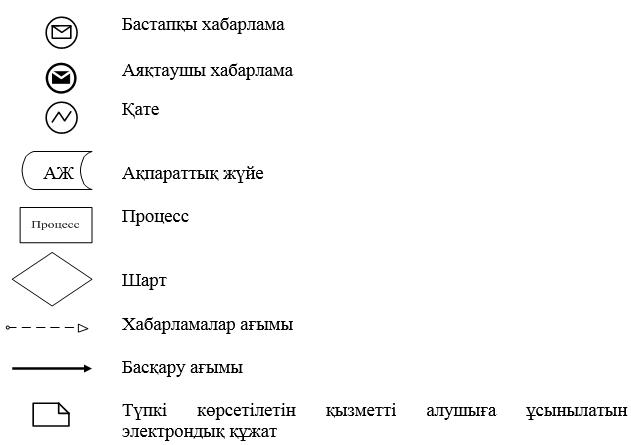 Бастапқы хабарлама
Аяқтаушы хабарлама
Қате
АЖ Ақпараттық жүйе
Процесс Процесс
Шарт
Хабарламалар ағымы
Басқару ағымы
Түпкі көрсетілетін қызметті алушыға ұсынылатын
электрондық құжат